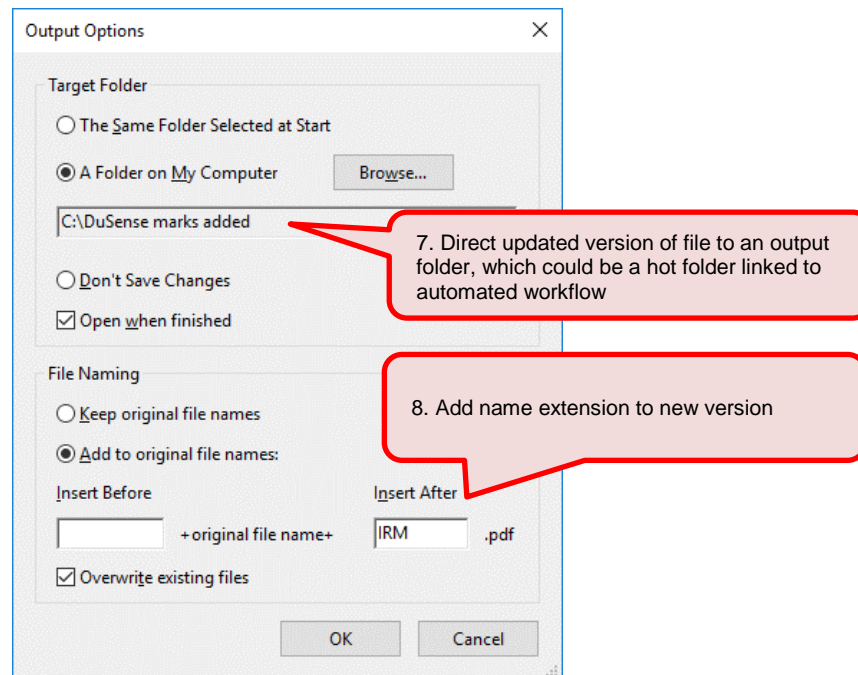 Output Options
Target Folder
The Same Folder Selected at Start
A Folder on My Computer
Browse...
C:\DuSense marks added
7. Direct updated version of file to an output
folder, which could be a hot folder linked to
automated workflow
Don't Save Changes
Open when finished
File Naming
Keep original file names
8. Add name extension to new version
Add to original file names:
Insert Before Insert After
+original file name+ IRM .pdf
Overwrite existing files
OK Cancel